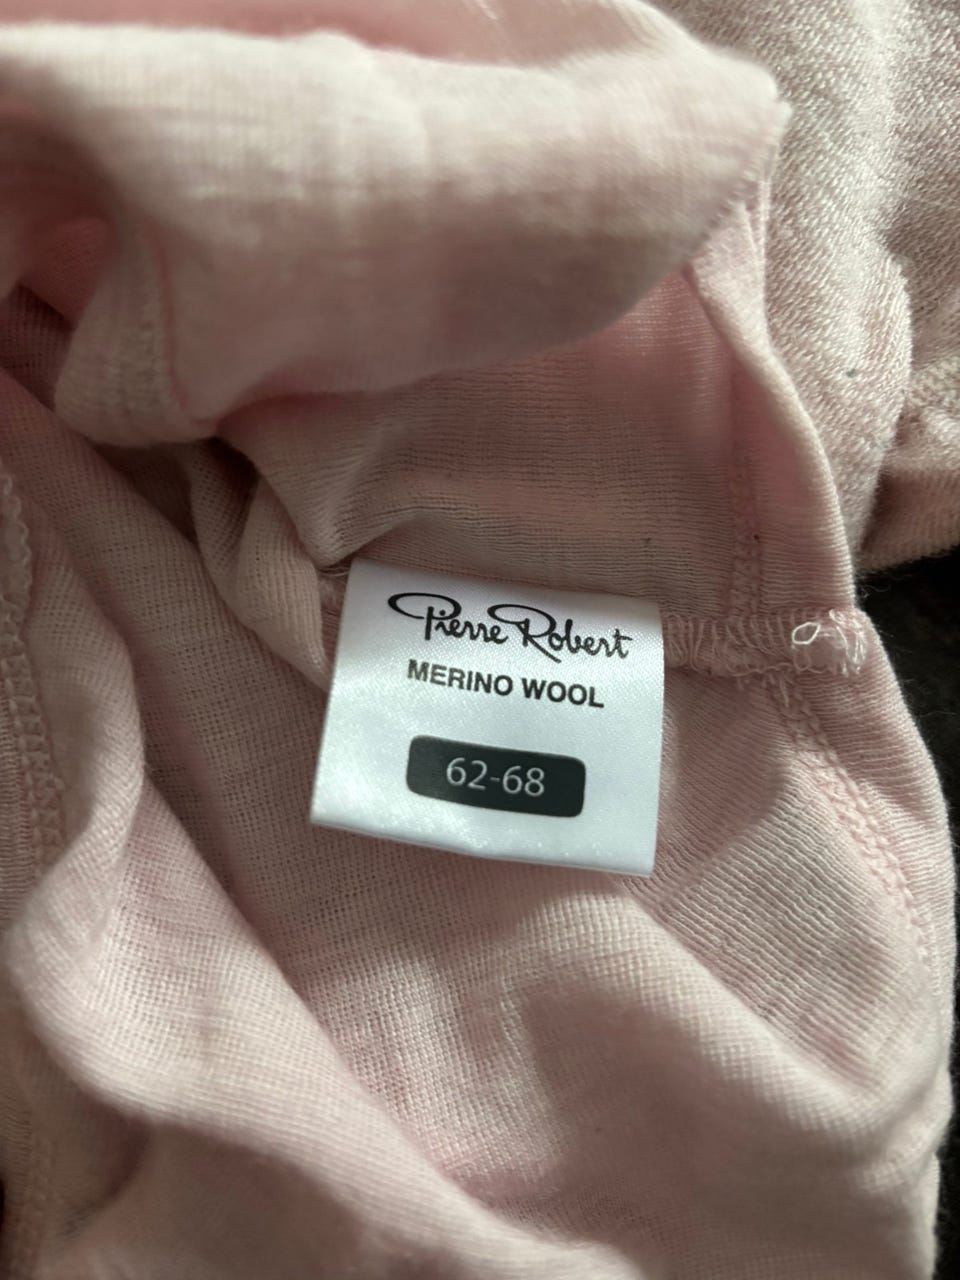 Pierre Robert
MERINO WOOL
62-68